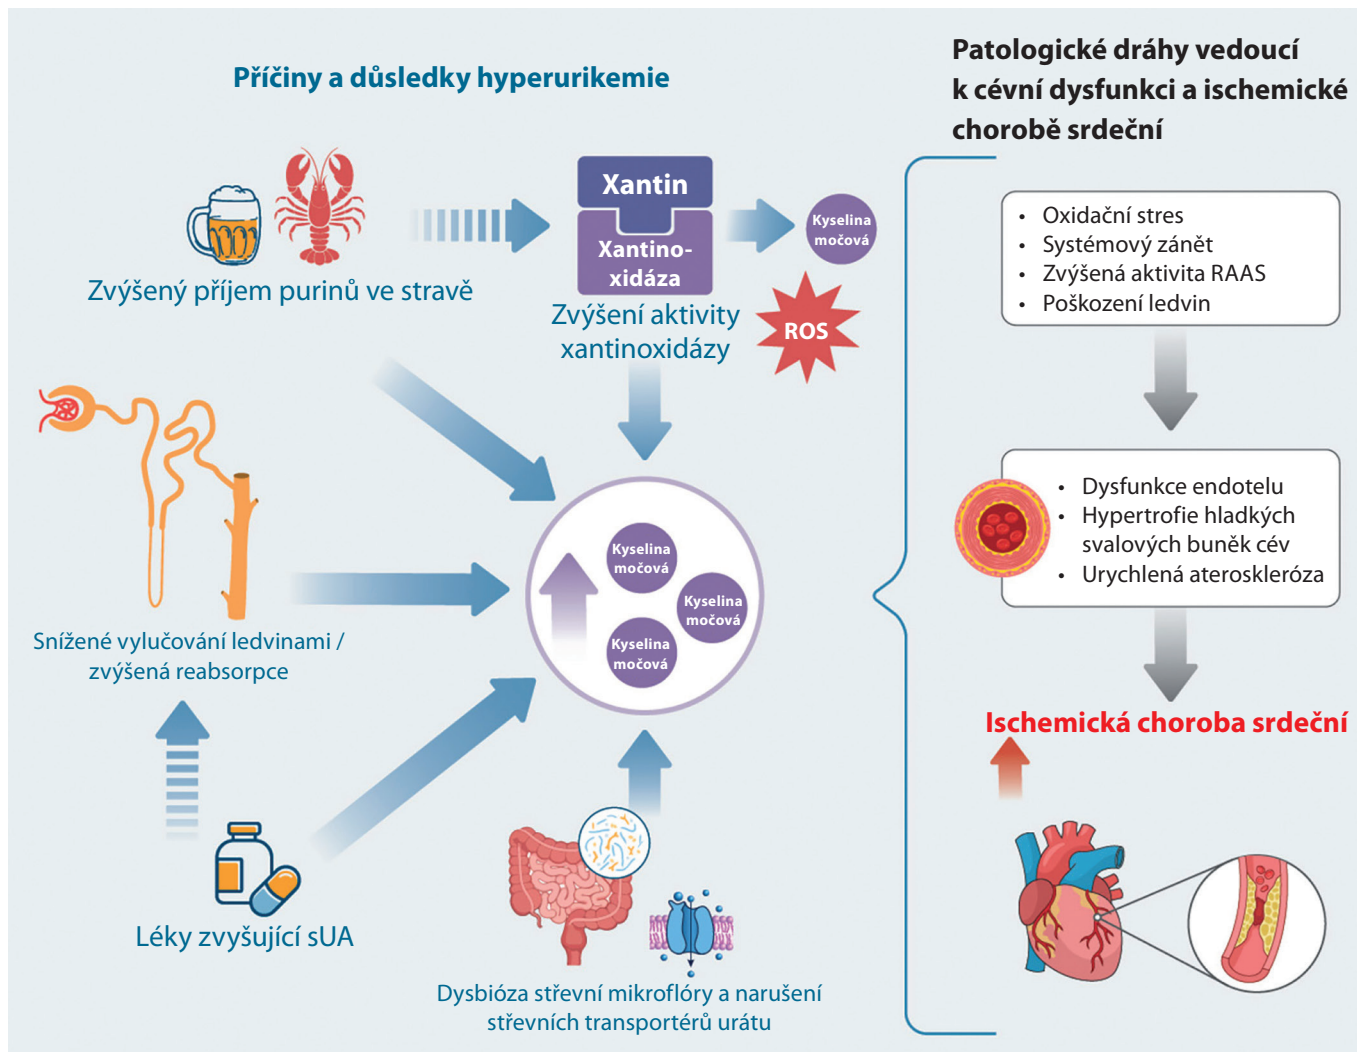 Příčiny a důsledky hyperurikemie
Zvýšený příjem purinů ve stravě
Xantin
Xantino-
xidáza
Zvýšení aktivity
xantinoxidázy
Kyselina
močová
ROS
Snížené vylučování ledvinami /
zvýšená reabsorpce
Kyselina
močová
Kyselina
močová
Kyselina
močová
Léky zvyšující sUA
Dysbióza střevní mikroflóry a narušení
střevních transportérů urátu
Patologické dráhy vedoucí
k cévní dysfunkci a ischemické
chorobě srdeční
• Oxidační stres
• Systémový zánět
• Zvýšená aktivita RAAS
• Poškození ledvin
• Dysfunkce endotelu
• Hypertrofie hladkých
svalových buněk cév
• Urychlená ateroskleróza
Ischemická choroba srdeční